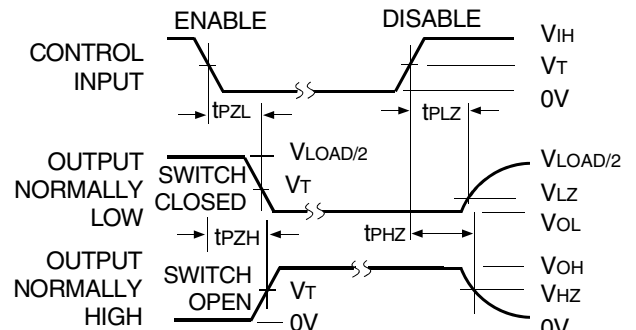 ENABLE DISABLE
CONTROL INPUT
VIH
VT
0V
tPZL tPLZ
OUTPUT NORMALLY LOW
SWITCH CLOSED
VLOAD/2
VT
VLOAD/2
VLZ
VOL
tPZH tPHZ
OUTPUT NORMALLY HIGH
SWITCH OPEN
VT
0V
VOH
VHZ
0V